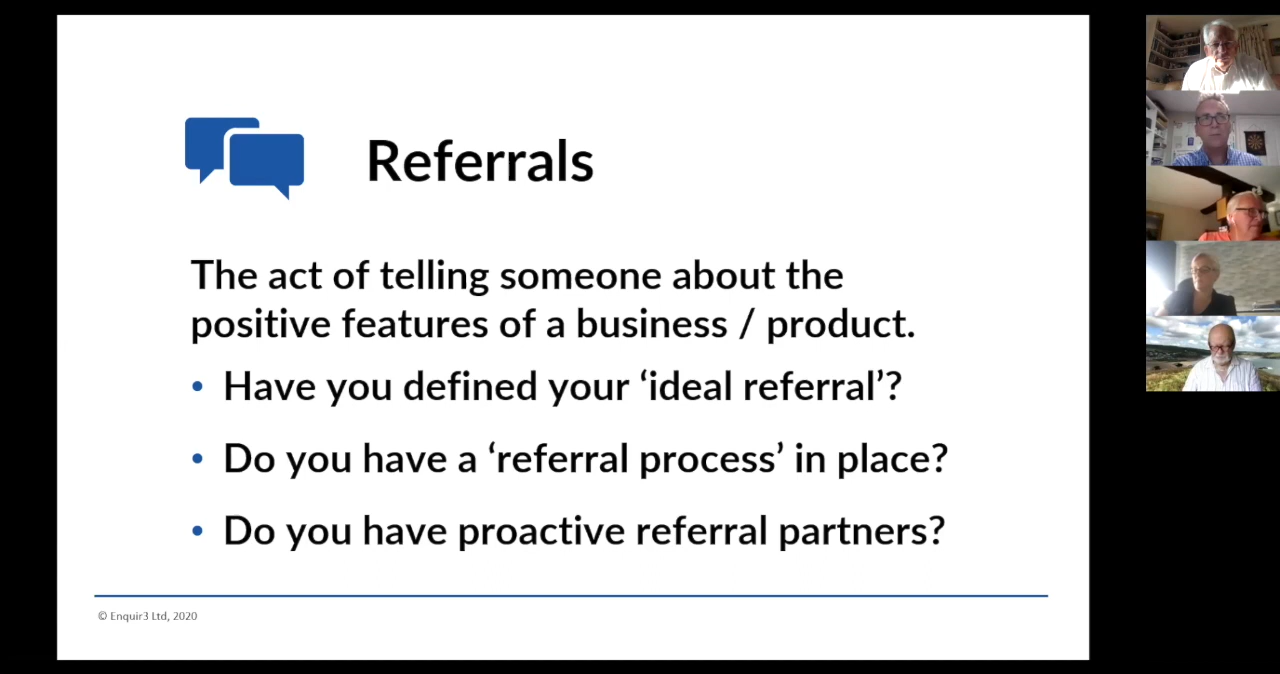 Referrals
The act of telling someone about the
positive features of a business / product.
• Have you defined your ‘ideal referral’?
• Do you have a ‘referral process’ in place?
• Do you have proactive referral partners?
© Enquir3 Ltd, 2020